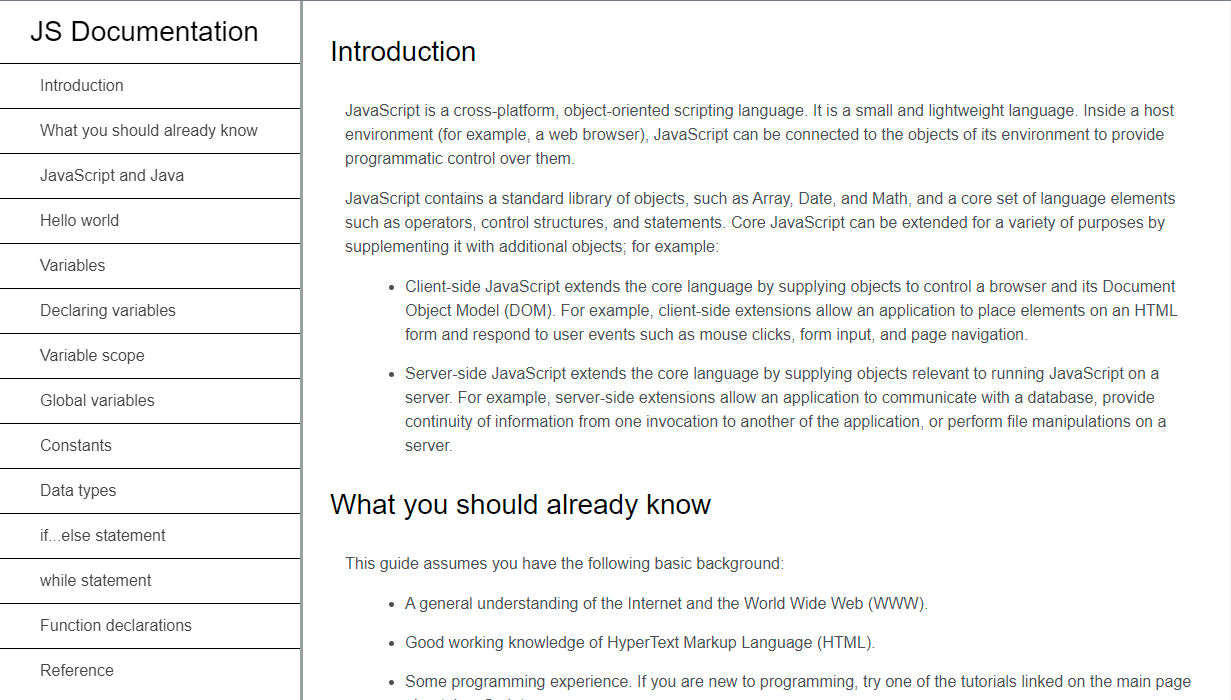 JS Documentation
Introduction
What you should already know
JavaScript and Java
Hello world
Variables
Declaring variables
Variable scope
Global variables
Constants
Data types
if...else statement
while statement
Function declarations
Reference
Introduction
JavaScript is a cross-platform, object-oriented scripting language. It is a small and lightweight language. Inside a host
environment (for example, a web browser), JavaScript can be connected to the objects of its environment to provide
programmatic control over them.
JavaScript contains a standard library of objects, such as Array, Date, and Math, and a core set of language elements
such as operators, control structures, and statements. Core JavaScript can be extended for a variety of purposes by
supplementing it with additional objects; for example:
• Client-side JavaScript extends the core language by supplying objects to control a browser and its Document
Object Model (DOM). For example, client-side extensions allow an application to place elements on an HTML
form and respond to user events such as mouse clicks, form input, and page navigation.
• Server-side JavaScript extends the core language by supplying objects relevant to running JavaScript on a
server. For example, server-side extensions allow an application to communicate with a database, provide
continuity of information from one invocation to another of the application, or perform file manipulations on a
server.
What you should already know
This guide assumes you have the following basic background:
• A general understanding of the Internet and the World Wide Web (WWW).
• Good working knowledge of HyperText Markup Language (HTML).
• Some programming experience. If you are new to programming, try one of the tutorials linked on the main page